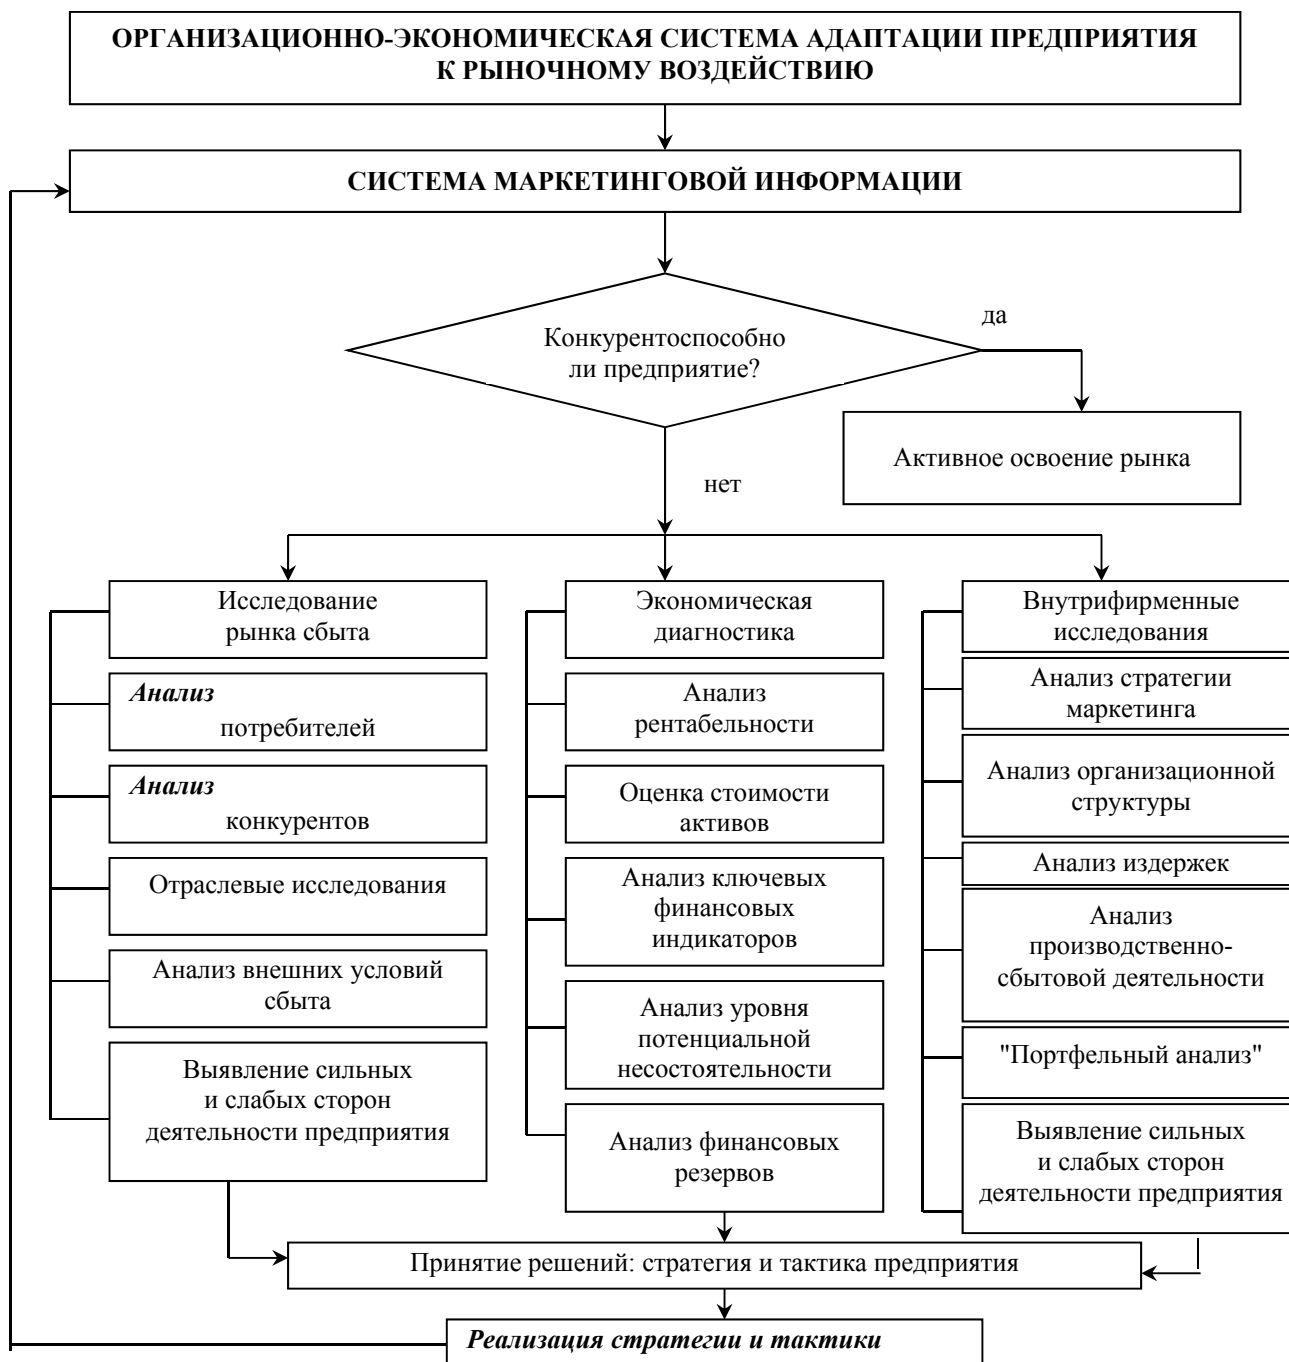 ОРГАНИЗАЦИОННО-ЭКОНОМИЧЕСКАЯ СИСТЕМА АДАПТАЦИИ ПРЕДПРИЯТИЯ
К РЫНОЧНОМУ ВОЗДЕЙСТВИЮ
СИСТЕМА МАРКЕТИНГОВОЙ ИНФОРМАЦИИ
Конкурентоспособно
ли предприятие?
да
Активное освоение рынка
нет
Исследование
рынка сбыта
Анализ
потребителей
Анализ
конкурентов
Отраслевые исследования
Анализ внешних условий
сбыта
Выявление сильных
и слабых сторон
деятельности предприятия
Экономическая
диагностика
Анализ
рентабельности
Оценка стоимости
активов
Анализ ключевых
финансовых
индикаторов
Анализ уровня
потенциальной
несостоятельности
Анализ финансовых
резервов
Внутрифирменные
исследования
Анализ стратегии
маркетинга
Анализ организационной
структуры
Анализ издержек
Анализ
производственно-
сбытовой деятельности
"Портфельный анализ"
Выявление сильных
и слабых сторон
деятельности предприятия
Принятие решений: стратегия и тактика предприятия
Реализация стратегии и тактики